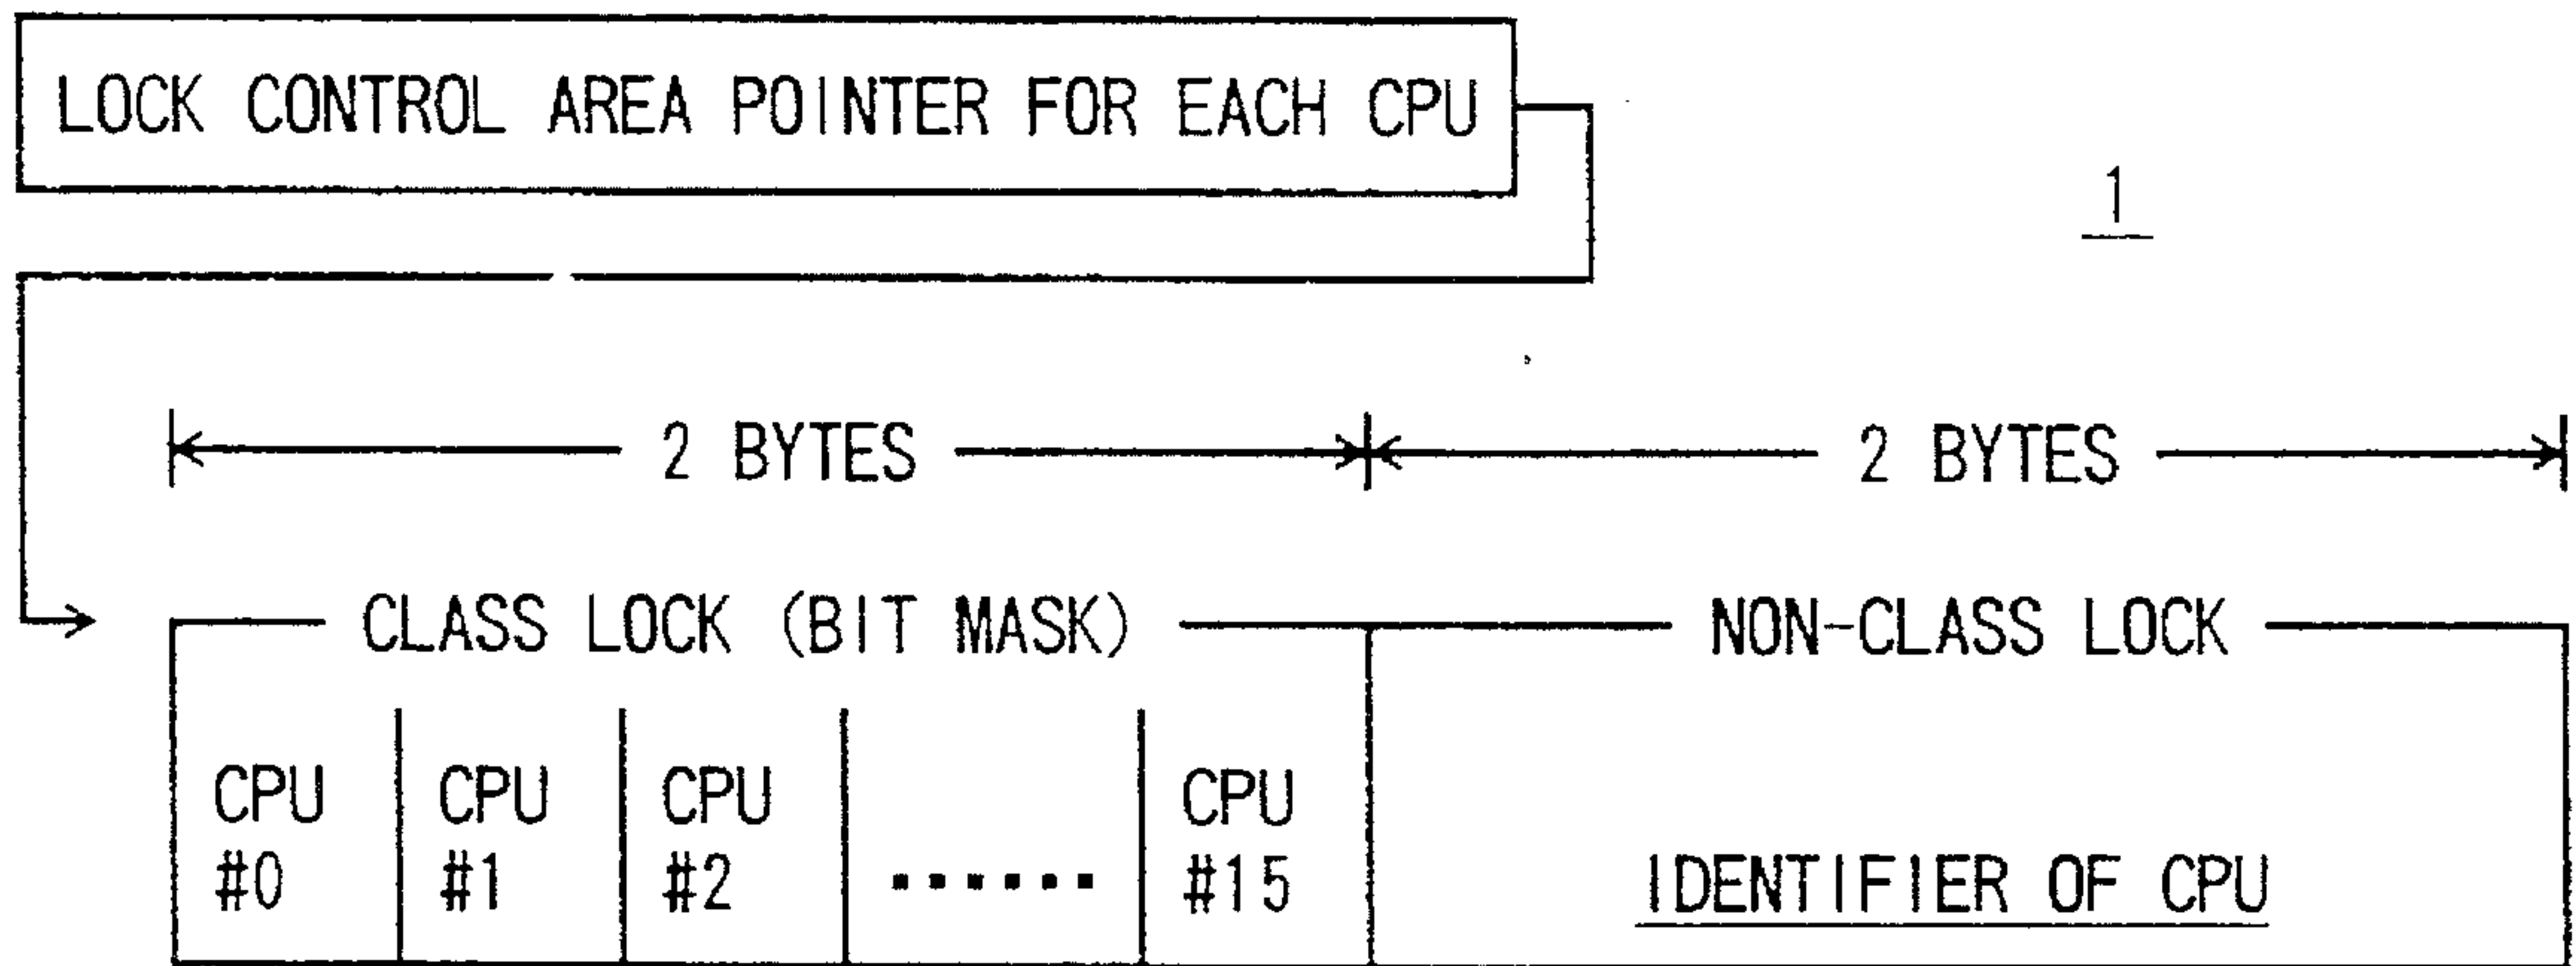 LOCK CONTROL AREA POINTER FOR EACH CPU
1
2 BYTES 2 BYTES
CLASS LOCK (BIT MASK) NON-CLASS LOCK
CPU CPU CPU CPU
#0 #1 #2 ...... #15 IDENTIFIER OF CPU